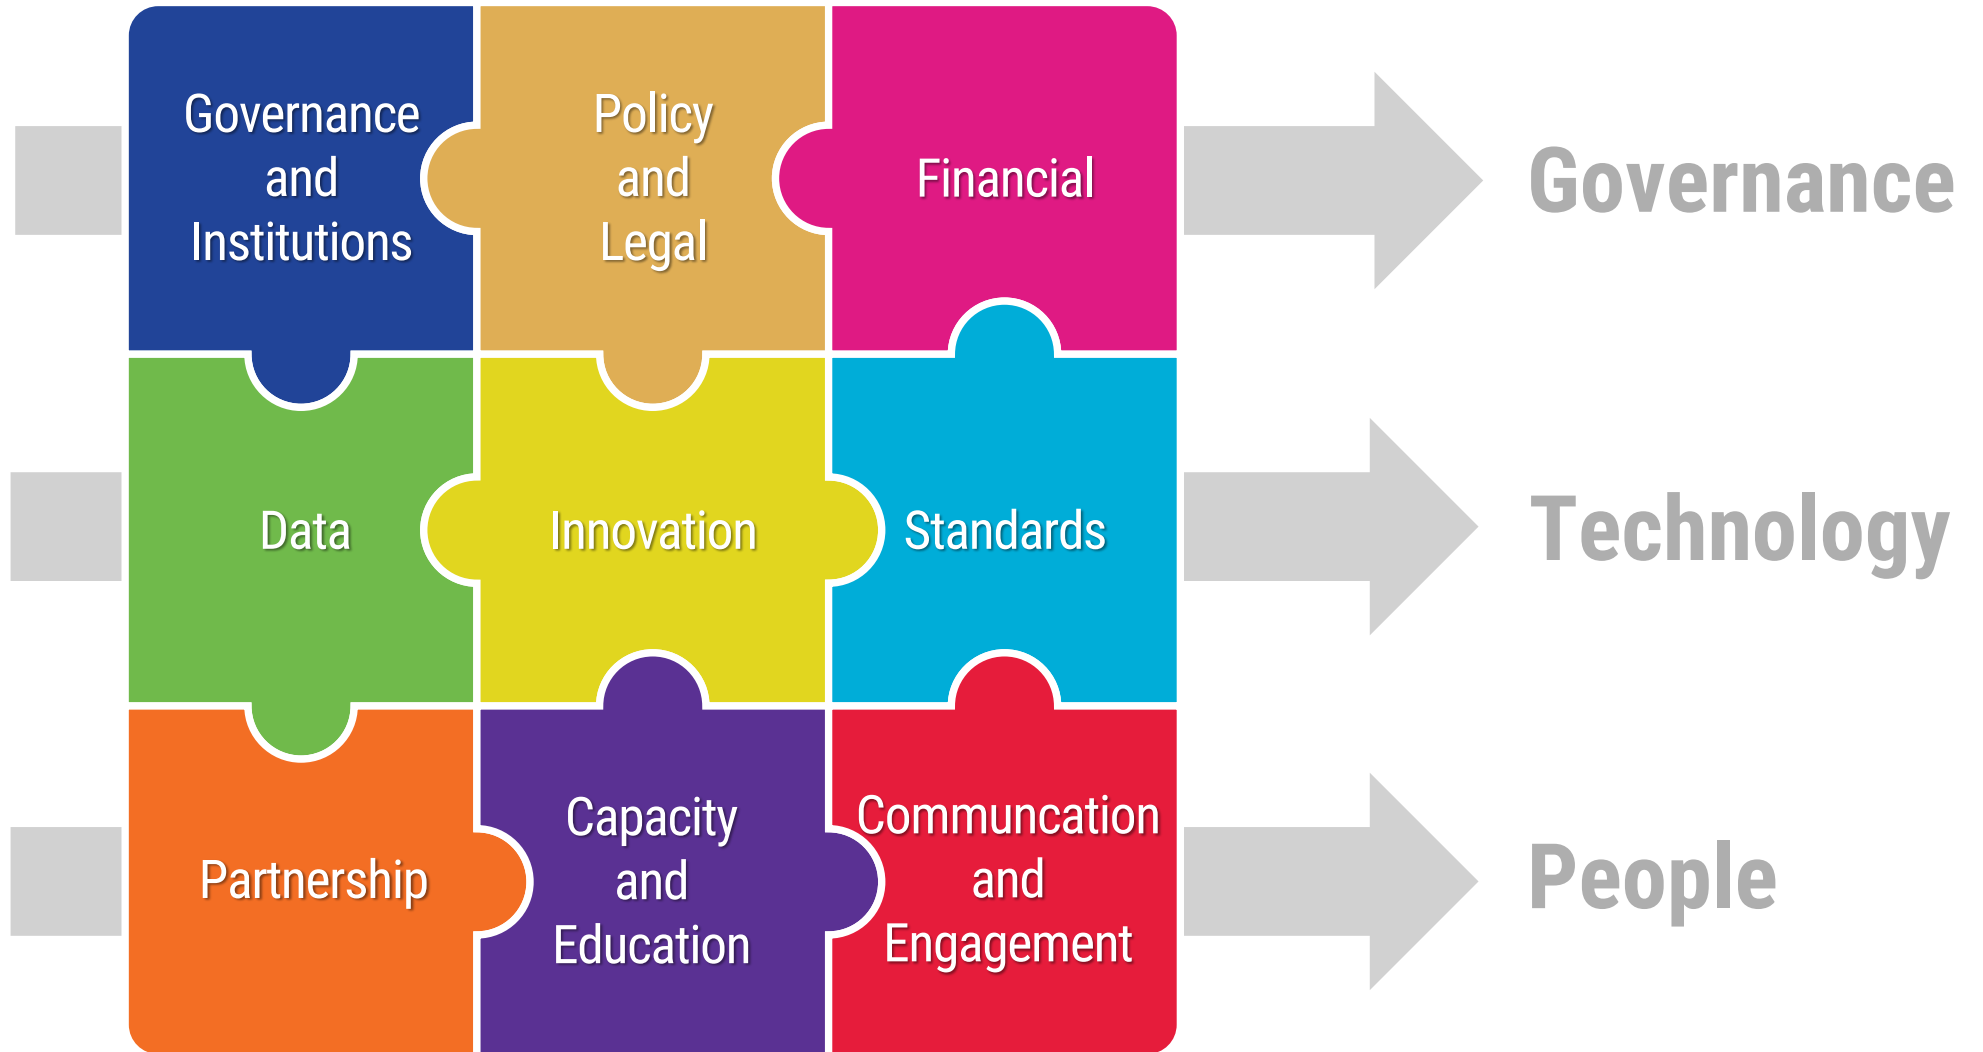 Governance
and
Institutions
Policy
and
Legal
Financial
Governance
Data
Innovation
Standards
Technology
Partnership
Capacity
and
Education
Communcation
and
Engagement
People